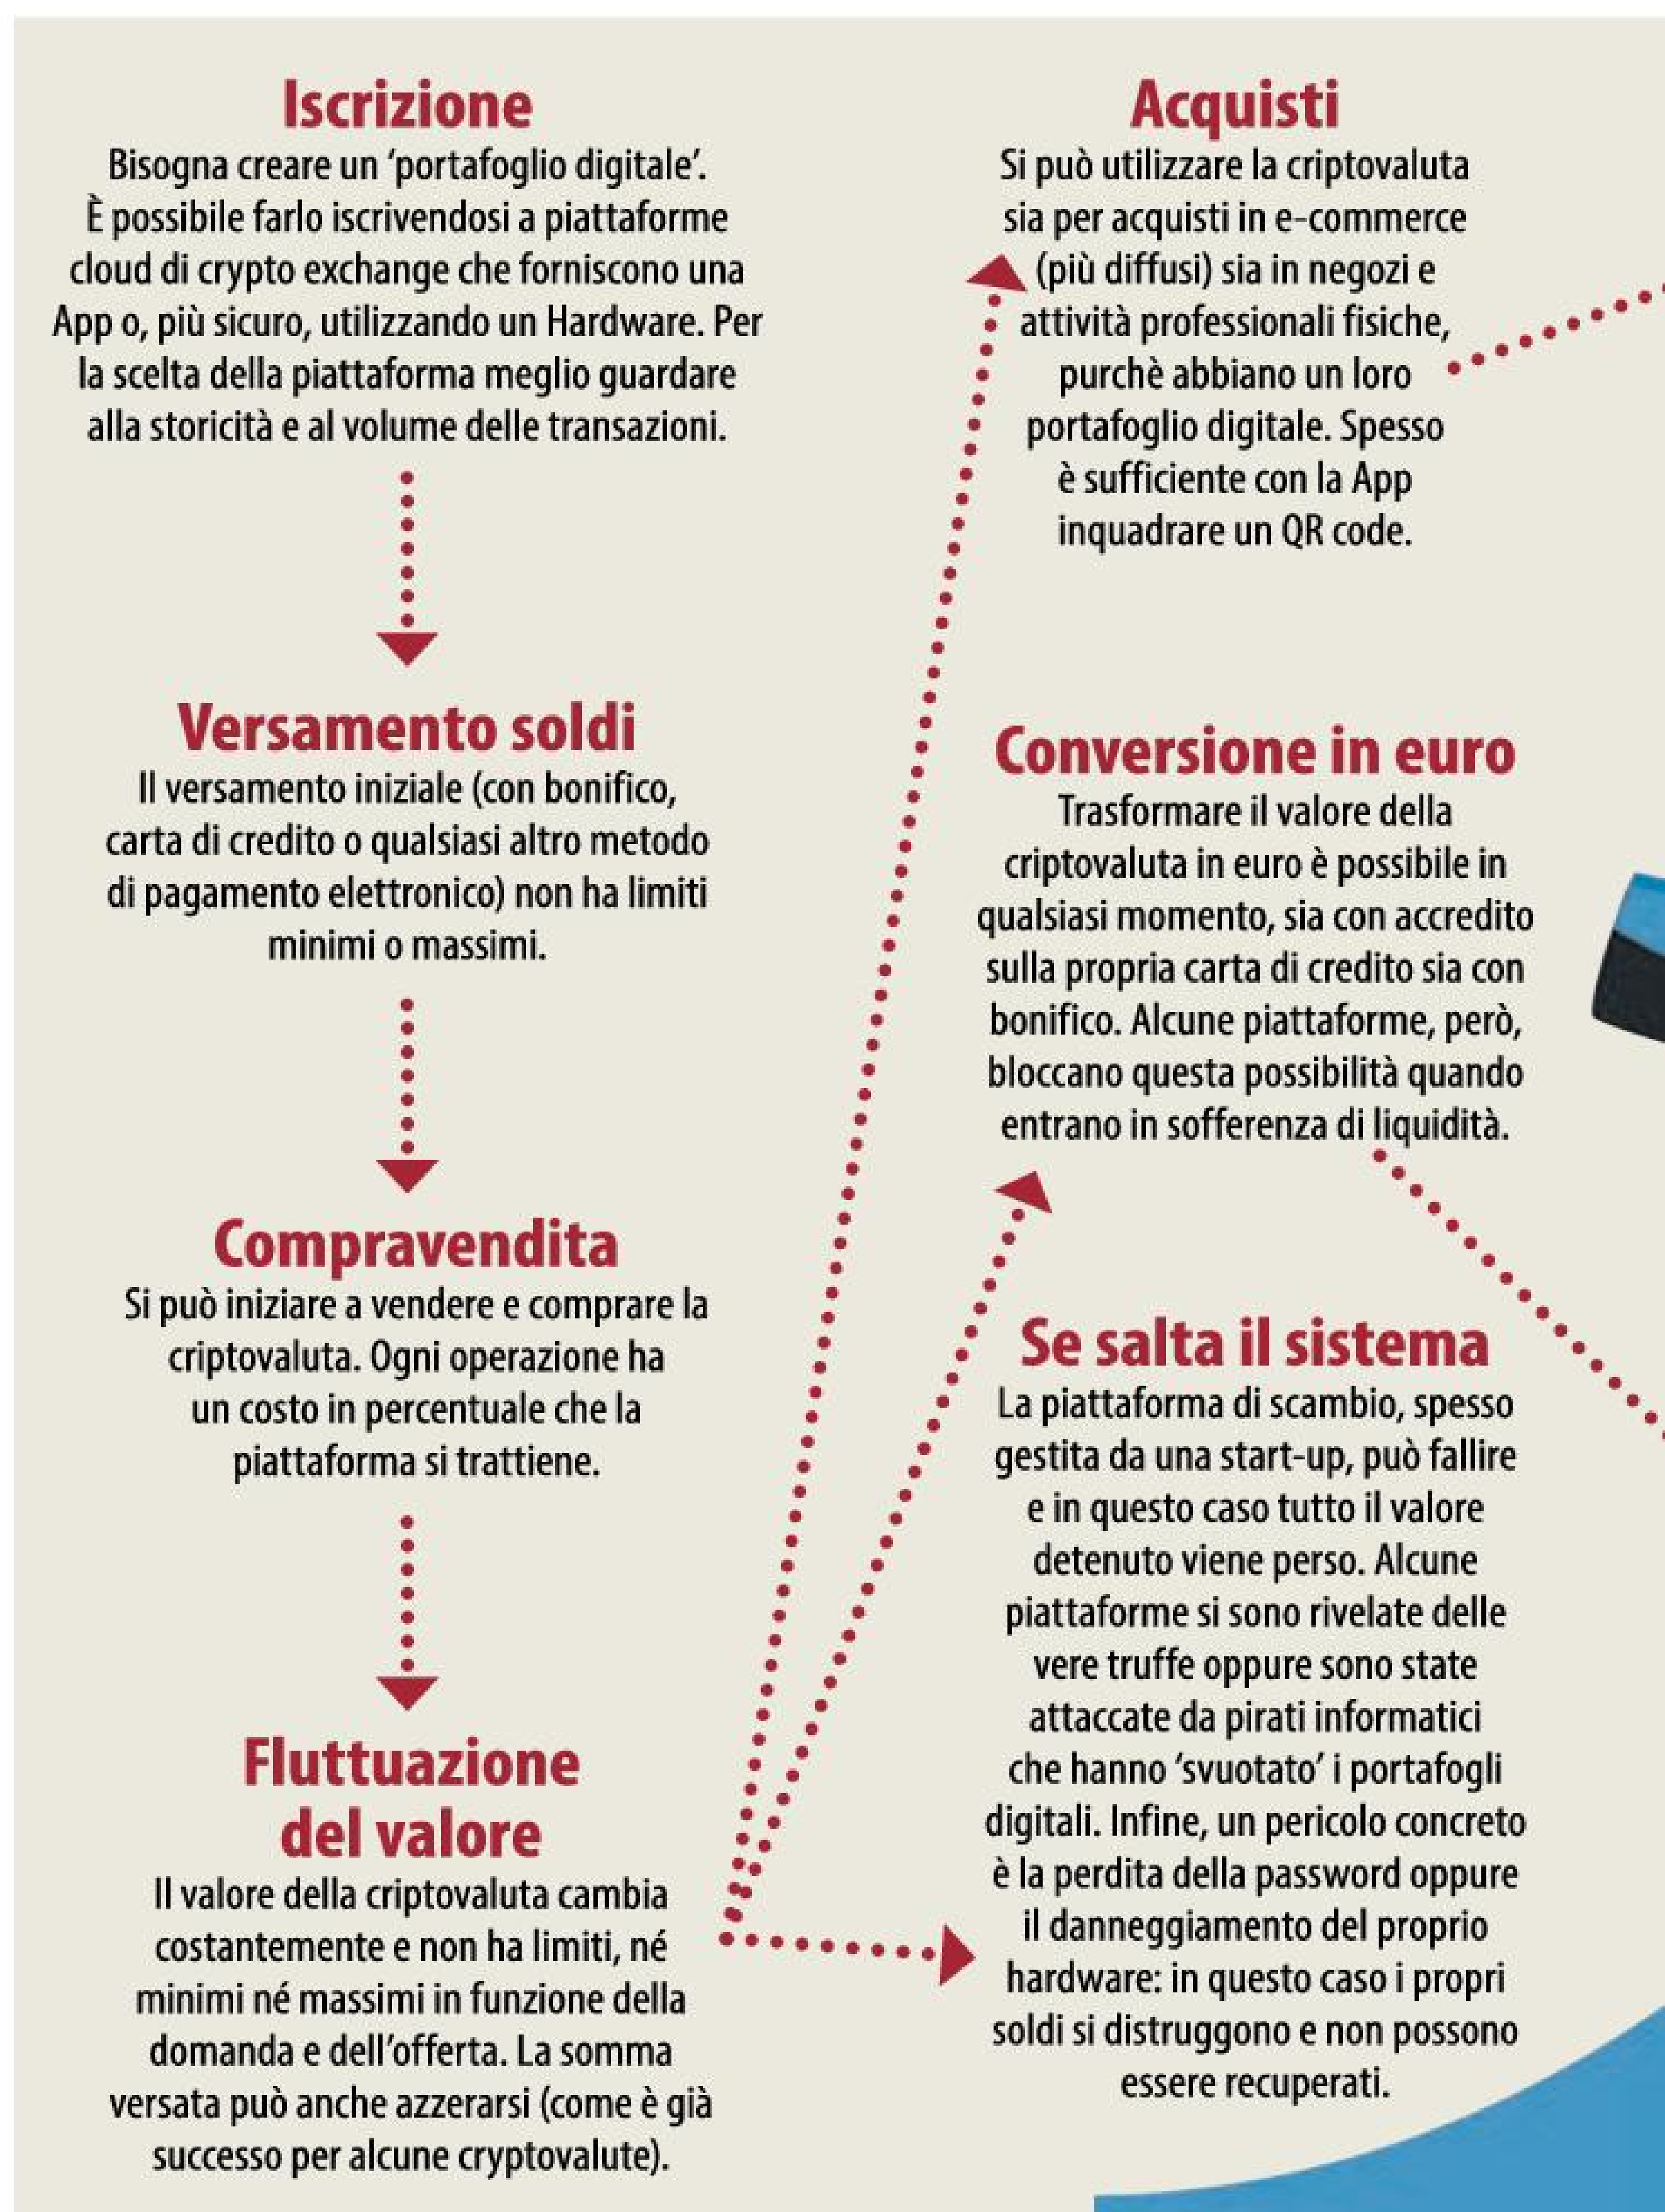 Iscrizione
Bisogna creare un 'portafoglio digitale'.
È possibile farlo iscrivendosi a piattaforme
cloud di crypto exchange che forniscono una
App o, più sicuro, utilizzando un Hardware. Per
la scelta della piattaforma meglio guardare
alla storicità e al volume delle transazioni.
Versamento soldi
Il versamento iniziale (con bonifico,
carta di credito o qualsiasi altro metodo
di pagamento elettronico) non ha limiti
minimi o massimi.
Compravendita
Si può iniziare a vendere e comprare la
criptovaluta. Ogni operazione ha
un costo in percentuale che la
piattaforma si trattiene.
Fluttuazione
del valore
Il valore della criptovaluta cambia
costantemente e non ha limiti, né
minimi né massimi in funzione della
domanda e dell'offerta. La somma
versata può anche azzerarsi (come è già
successo per alcune cryptovalute).
Acquisti
Si può utilizzare la criptovaluta
sia per acquisti in e-commerce
(più diffusi) sia in negozi e
attività professionali fisiche,
purchè abbiano un loro
portafoglio digitale. Spesso
è sufficiente con la App
inquadrare un QR code.
Conversione in euro
Trasformare il valore della
criptovaluta in euro è possibile in
qualsiasi momento, sia con accredito
sulla propria carta di credito sia con
bonifico. Alcune piattaforme, però,
bloccano questa possibilità quando
entrano in sofferenza di liquidità.
Se salta il sistema
La piattaforma di scambio, spesso
gestita da una start-up, può fallire
e in questo caso tutto il valore
detenuto viene perso. Alcune
piattaforme si sono rivelate delle
vere truffe oppure sono state
attaccate da pirati informatici
che hanno 'svuotato' i portafogli
digitali. Infine, un pericolo concreto
è la perdita della password oppure
il danneggiamento del proprio
hardware: in questo caso i propri
soldi si distruggono e non possono
essere recuperati.